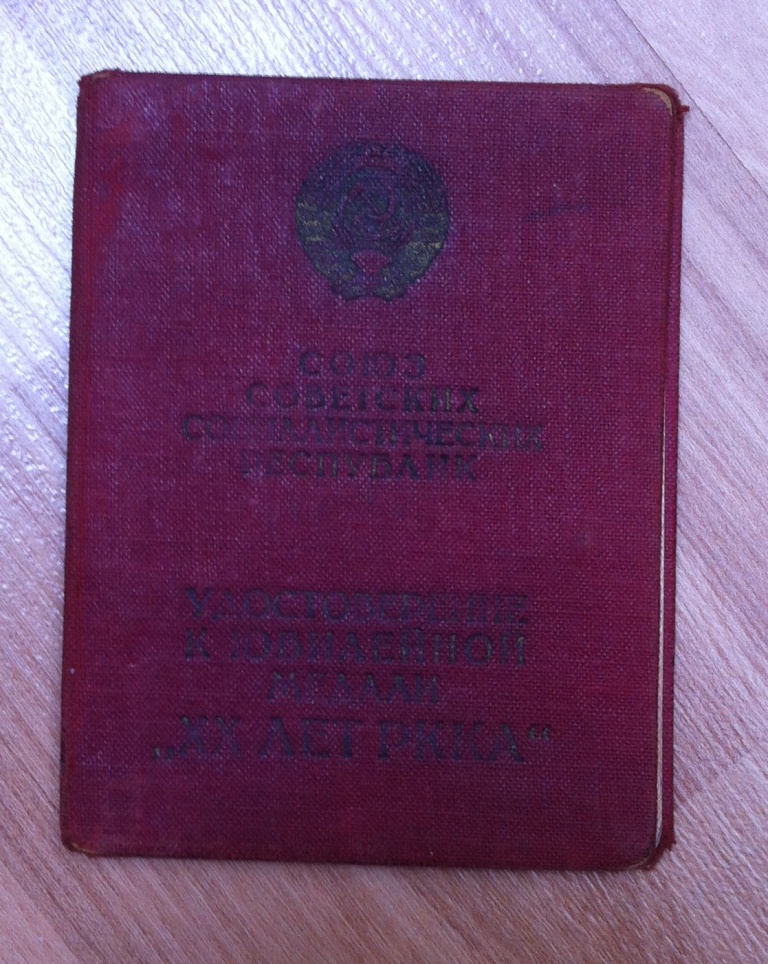 СОЮЗ
СОВЕТСКИХ
СОЦИАЛИСТИЧЕСКИХ
РЕСПУБЛИК
УДОСТОВЕРЕНИЕ
К ЮБИЛЕЙНОЙ
МЕДАЛИ
„XX ЛЕТ РККА“